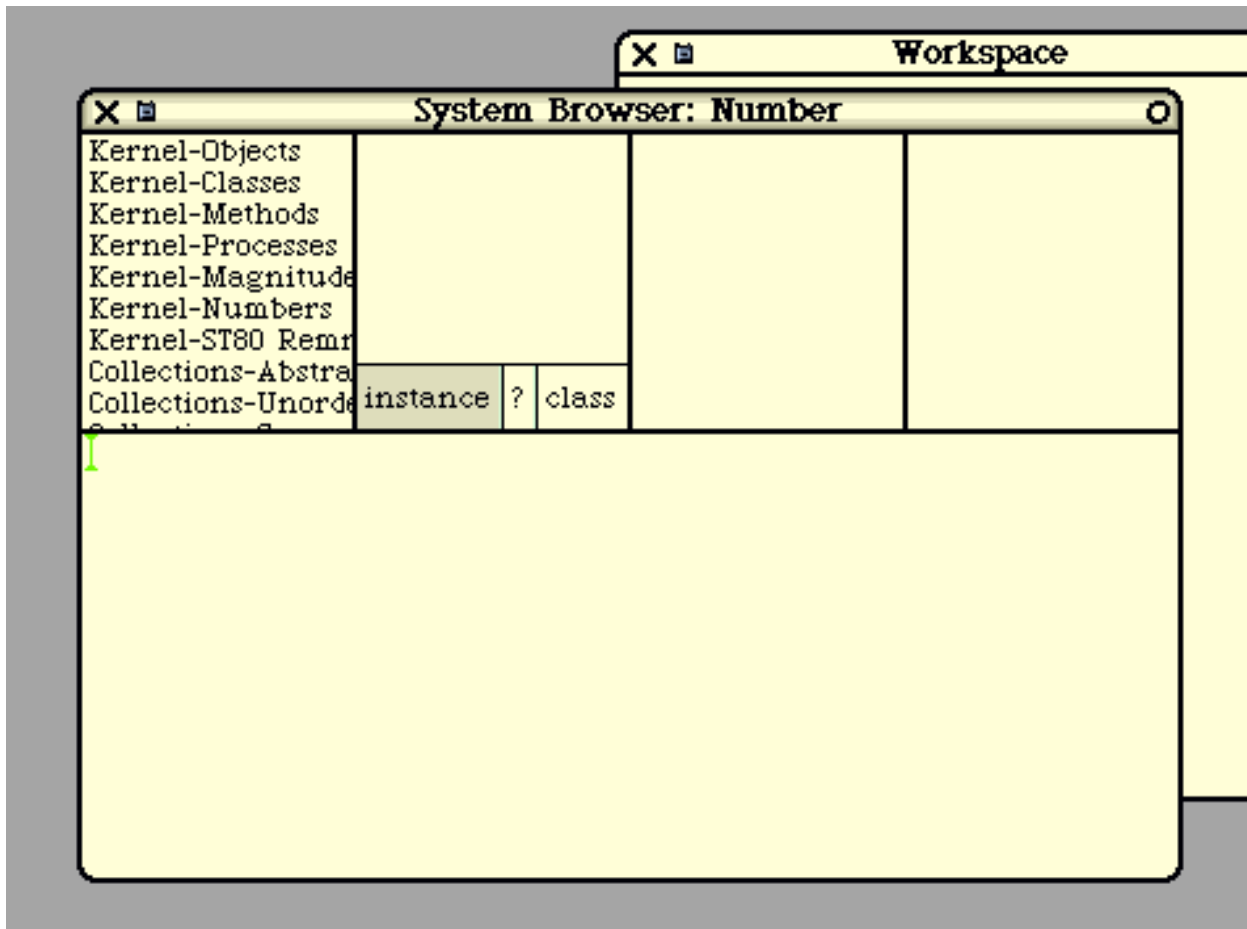 Workspace
System Browser: Number
Kernel-Objects
Kernel-Classes
Kernel-Methods
Kernel-Processes
Kernel-Magnitude
Kernel-Numbers
Kernel-ST80 Remr
Collections-Abstra
Collections-Unorde
instance ? class